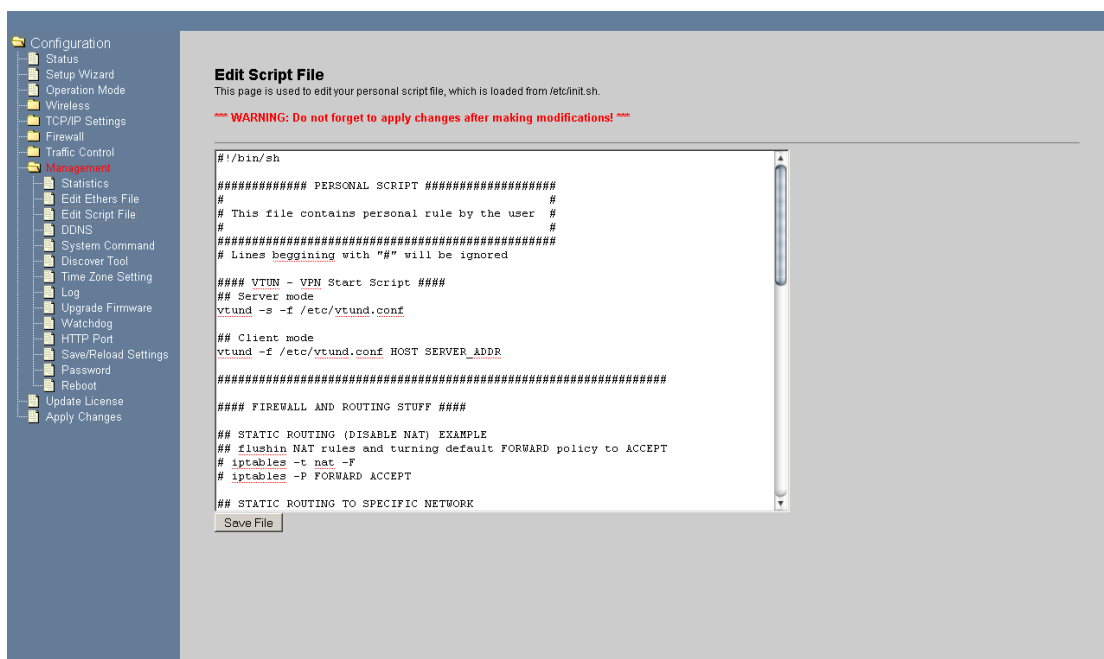 Configuration
Status
Setup Wizard
Operation Mode
Wireless
TCP/IP Settings
Firewall
Traffic Control
Management
Statistics
Edit Ethers File
Edit Script File
DDNS
System Command
Discover Tool
Time Zone Setting
Log
Upgrade Firmware
Watchdog
HTTP Port
Save/Reload Settings
Password
Reboot
Update License
Apply Changes
Edit Script File
This page is used to edit your personal script file, which is loaded from /etc/init.sh.
*** WARNING: Do not forget to apply changes after making modifications! ***
#!/bin/sh
############# PERSONAL SCRIPT ###################
#                                               #
# This file contains personal rule by the user  #
#                                               #
#################################################
# Lines beggining with "#" will be ignored
#### VTUN - VPN Start Script ####
## Server mode
vtund -s -f /etc/vtund.conf
## Client mode
vtund -f /etc/vtund.conf HOST SERVER_ADDR
#################################################################
#### FIREWALL AND ROUTING STUFF ####
## STATIC ROUTING (DISABLE NAT) EXAMPLE
## flushin NAT rules and turning default FORWARD policy to ACCEPT
# iptables -t nat -F
# iptables -P FORWARD ACCEPT
## STATIC ROUTING TO SPECIFIC NETWORK
Save File